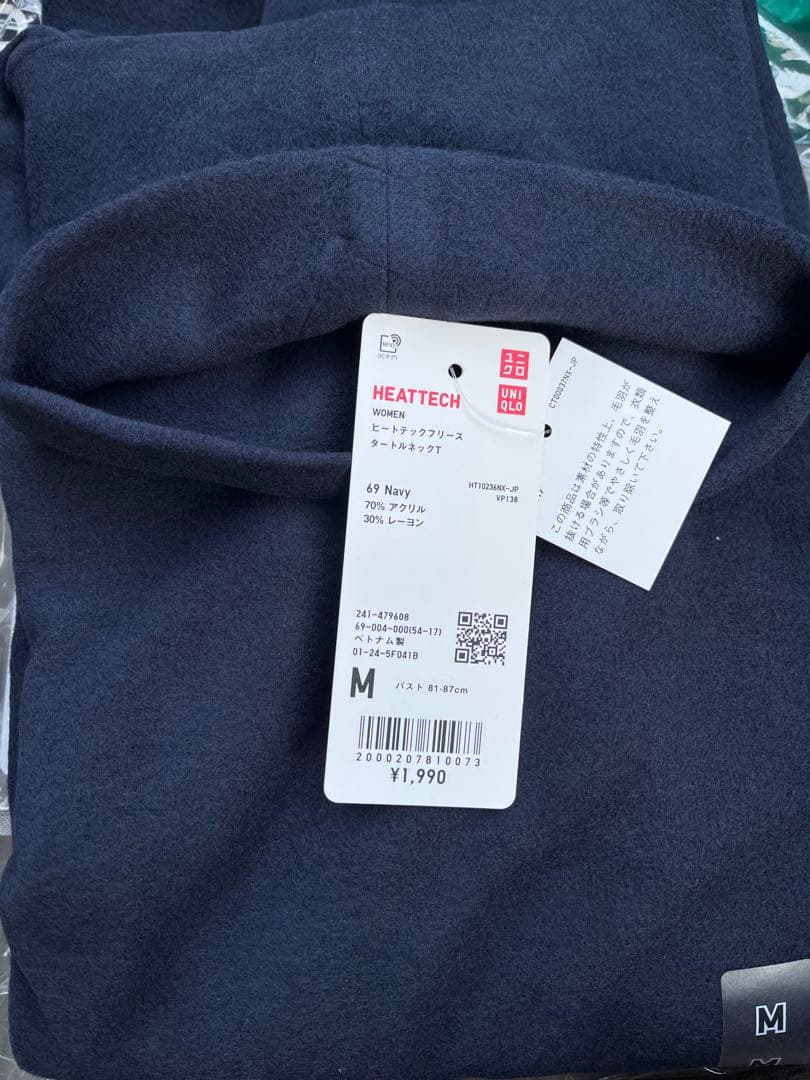 RFID
(ICタグ)
ユニ
クロ
UNI
QLO
HEATTECH
WOMEN
ヒートテックフリース
タートルネックT
69 Navy
HT10236NX-JP
VP138
70% アクリル
30% レーヨン
241-479608
69-004-000(54-17)
ベトナム製
01-24-5F041B
M
バスト 81-87cm
2000207810073
¥1,990
CT00037NX-JP
この商品は素材の特性上、毛羽が
抜ける場合がありますので、衣類
用ブラシ等でやさしく毛羽を整え
ながら、取り除いて下さい。
M